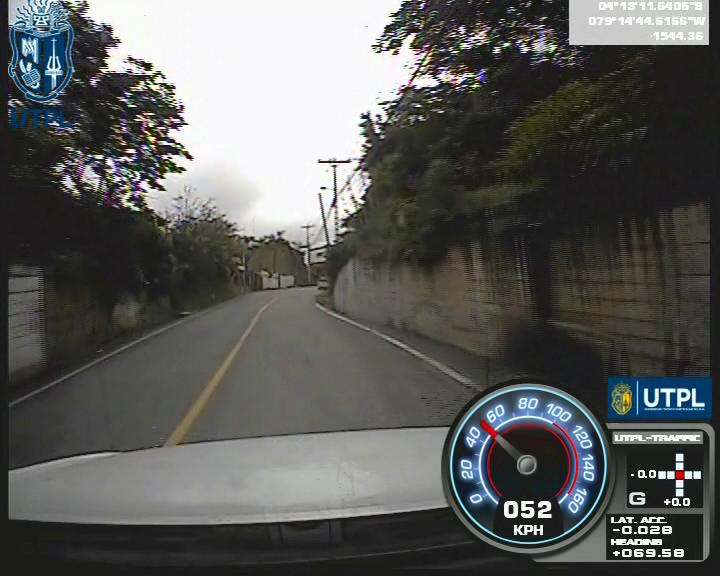 04°13'11.6406"S
079°14'44.6166"W
1544.36
UTPL
UTPL
UTPL-TRAFFIC
0 20 40 60 80 100 120 140 160
052
KPH
-0.0
G
+0.0
LAT. ACC.
-0.028
HEADING
+069.58